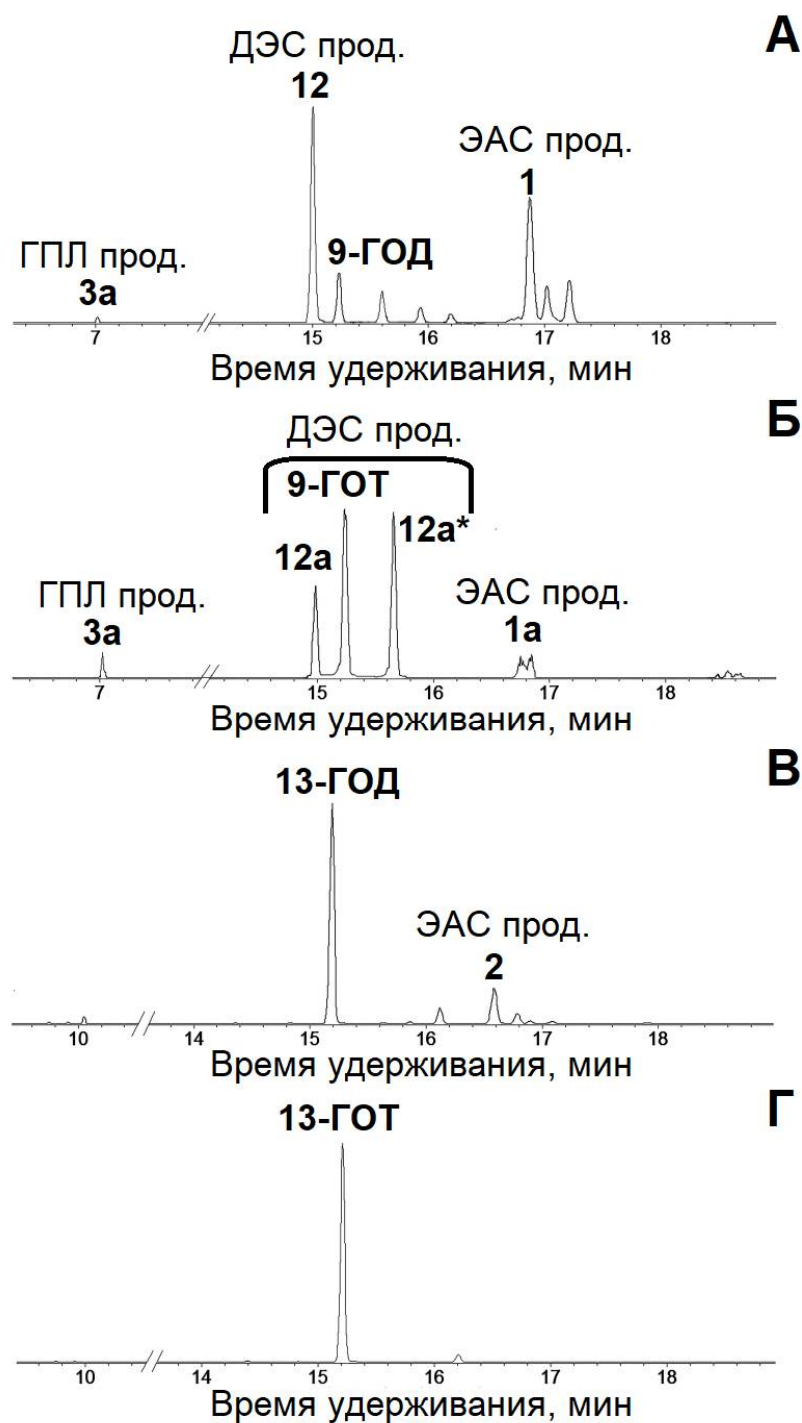 А
ДЭС прод.
12
ЭАС прод.
1
9-ГОД
ГПЛ прод.
3а
7 15 16 17 18
Время удерживания, мин
Б
ДЭС прод.
9-ГОТ
12а*
12а
ГПЛ прод.
3а
ЭАС прод.
1а
7 15 16 17 18
Время удерживания, мин
В
13-ГОД
ЭАС прод.
2
10 14 15 16 17 18
Время удерживания, мин
Г
13-ГОТ
10 14 15 16 17 18
Время удерживания, мин